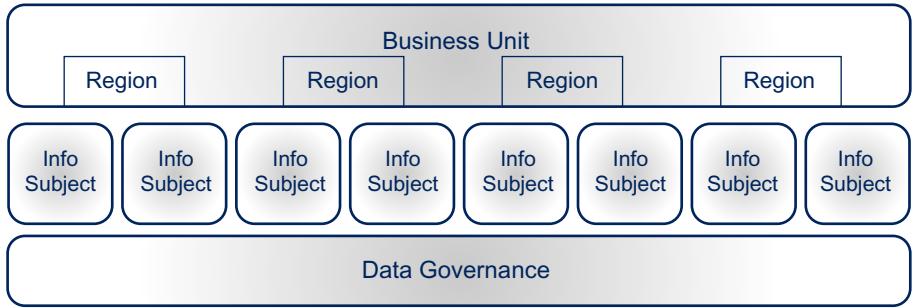 Business Unit
Region Region Region Region
Info Info Info Info Info Info Info Info
Subject Subject Subject Subject Subject Subject Subject Subject
Data Governance